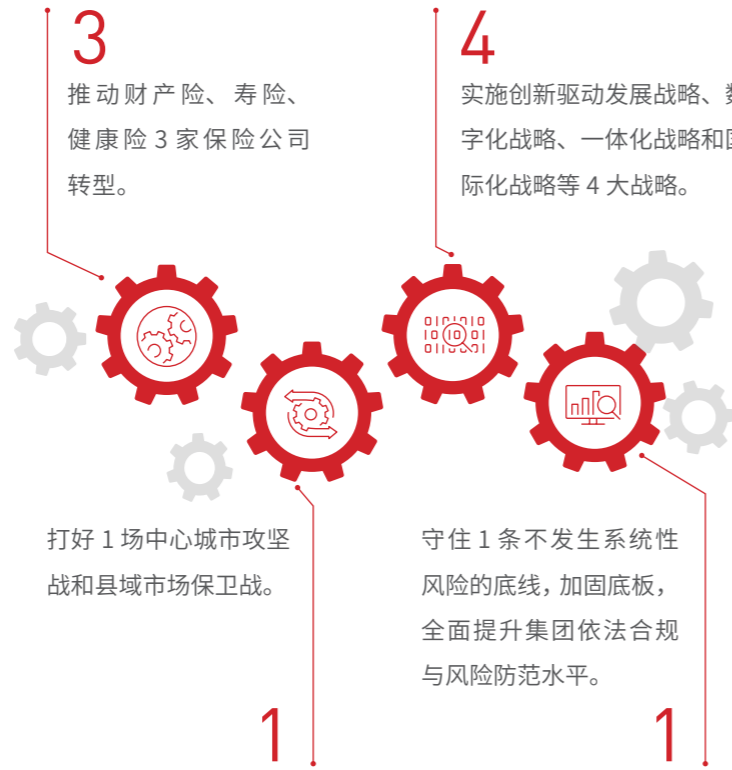 3
推动财产险、寿险、
健康险 3 家保险公司
转型。
4
实施创新驱动发展战略、数
字化战略、一体化战略和国
际化战略等 4 大战略。
打好 1 场中心城市攻坚
战和县域市场保卫战。
1
守住 1 条不发生系统性
风险的底线，加固底板，
全面提升集团依法合规
与风险防范水平。
1